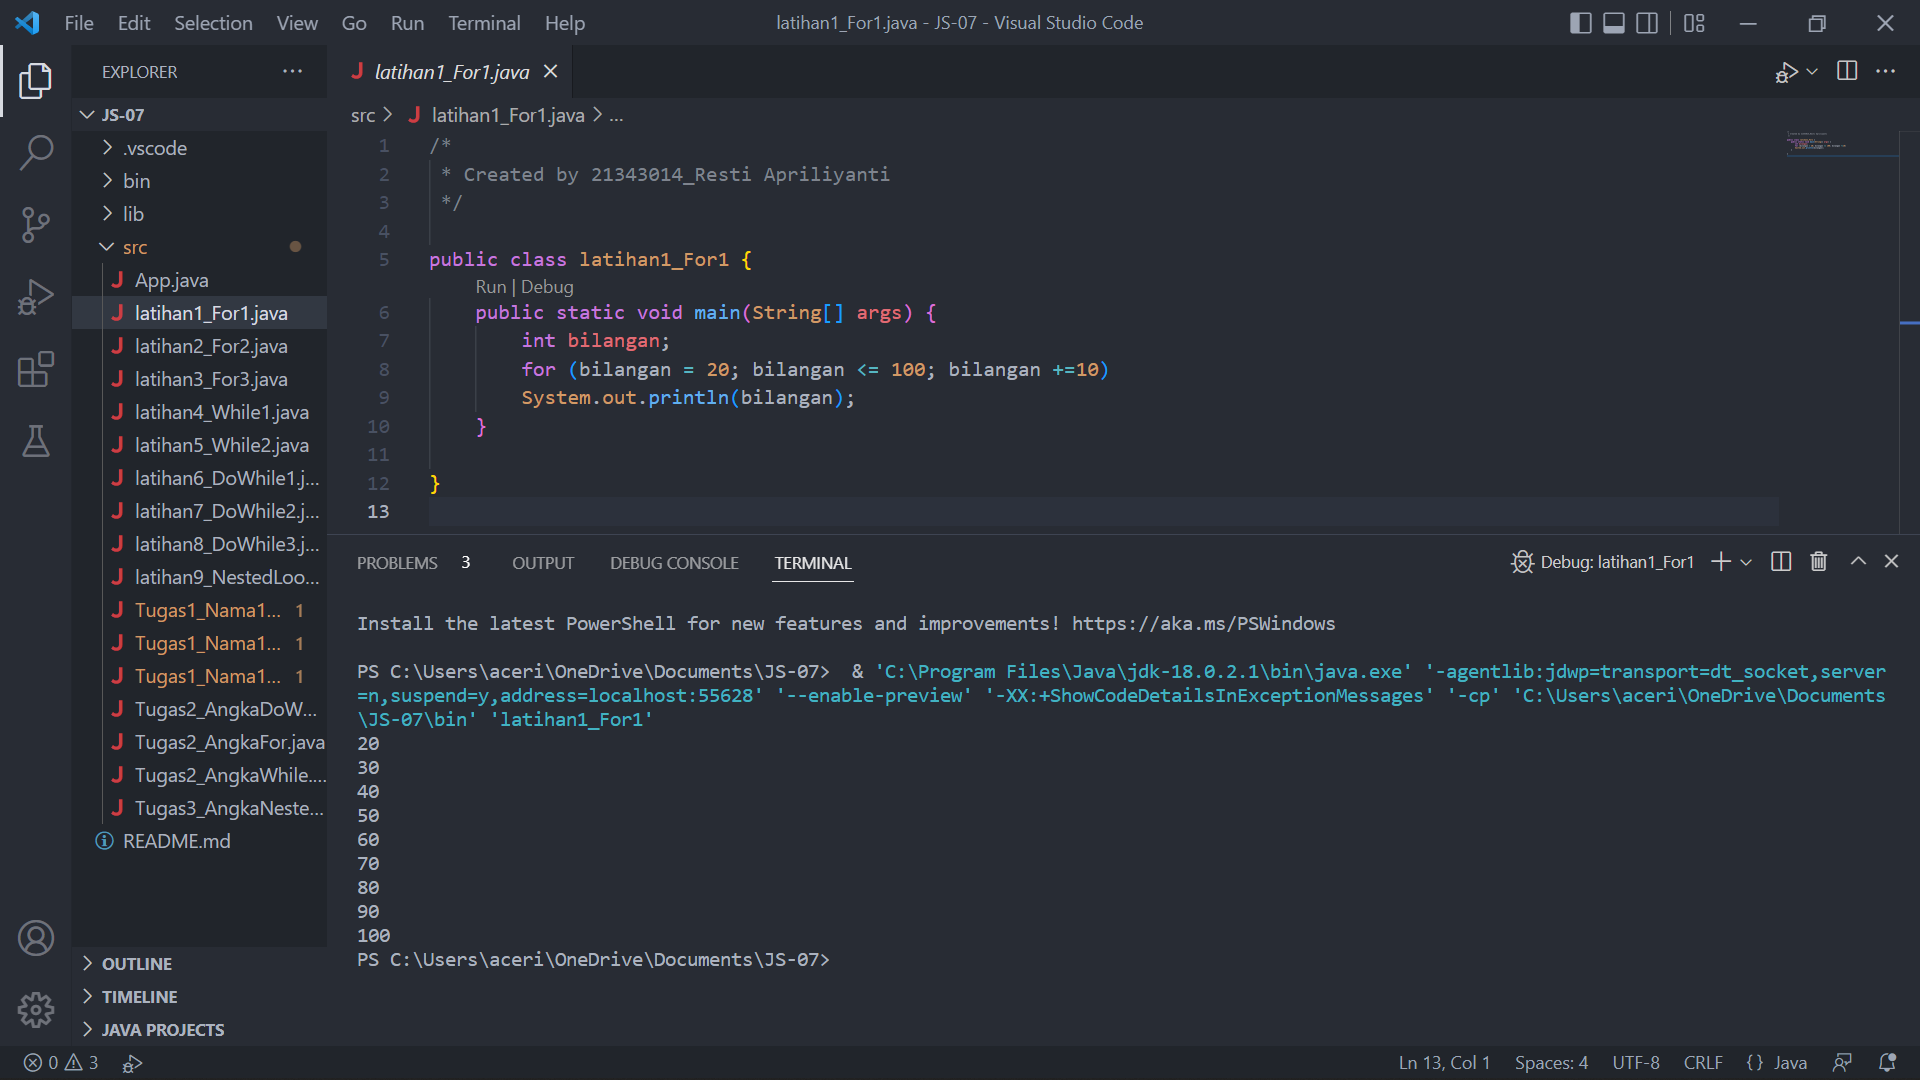 File Edit Selection View Go Run Terminal Help
latihan1_For1.java - JS-07 - Visual Studio Code
EXPLORER
JS-07
.vscode
bin
lib
src
App.java
latihan1_For1.java
latihan2_For2.java
latihan3_For3.java
latihan4_While1.java
latihan5_While2.java
latihan6_DoWhile1.j...
latihan7_DoWhile2.j...
latihan8_DoWhile3.j...
latihan9_NestedLoo...
Tugas1_Nama1... 1
Tugas1_Nama1... 1
Tugas1_Nama1... 1
Tugas2_AngkaDoW...
Tugas2_AngkaFor.java
Tugas2_AngkaWhile....
Tugas3_AngkaNeste...
README.md
OUTLINE
TIMELINE
JAVA PROJECTS
latihan1_For1.java
src > latihan1_For1.java > ...
1 /*
2 * Created by 21343014_Resti Apriliyanti
3 */
4
5 public class latihan1_For1 {
Run | Debug
6 public static void main(String[] args) {
7 int bilangan;
8 for (bilangan = 20; bilangan <= 100; bilangan +=10)
9 System.out.println(bilangan);
10 }
11
12 }
13
PROBLEMS 3 OUTPUT DEBUG CONSOLE TERMINAL
Debug: latihan1_For1
Install the latest PowerShell for new features and improvements! https://aka.ms/PSWindows
PS C:\Users\aceri\OneDrive\Documents\JS-07> & 'C:\Program Files\Java\jdk-18.0.2.1\bin\java.exe' '-agentlib:jdwp=transport=dt_socket,server
=n,suspend=y,address=localhost:55628' '--enable-preview' '-XX:+ShowCodeDetailsInExceptionMessages' '-cp' 'C:\Users\aceri\OneDrive\Documents
\JS-07\bin' 'latihan1_For1'
20
30
40
50
60
70
80
90
100
PS C:\Users\aceri\OneDrive\Documents\JS-07>
0 3
Ln 13, Col 1 Spaces: 4 UTF-8 CRLF {} Java